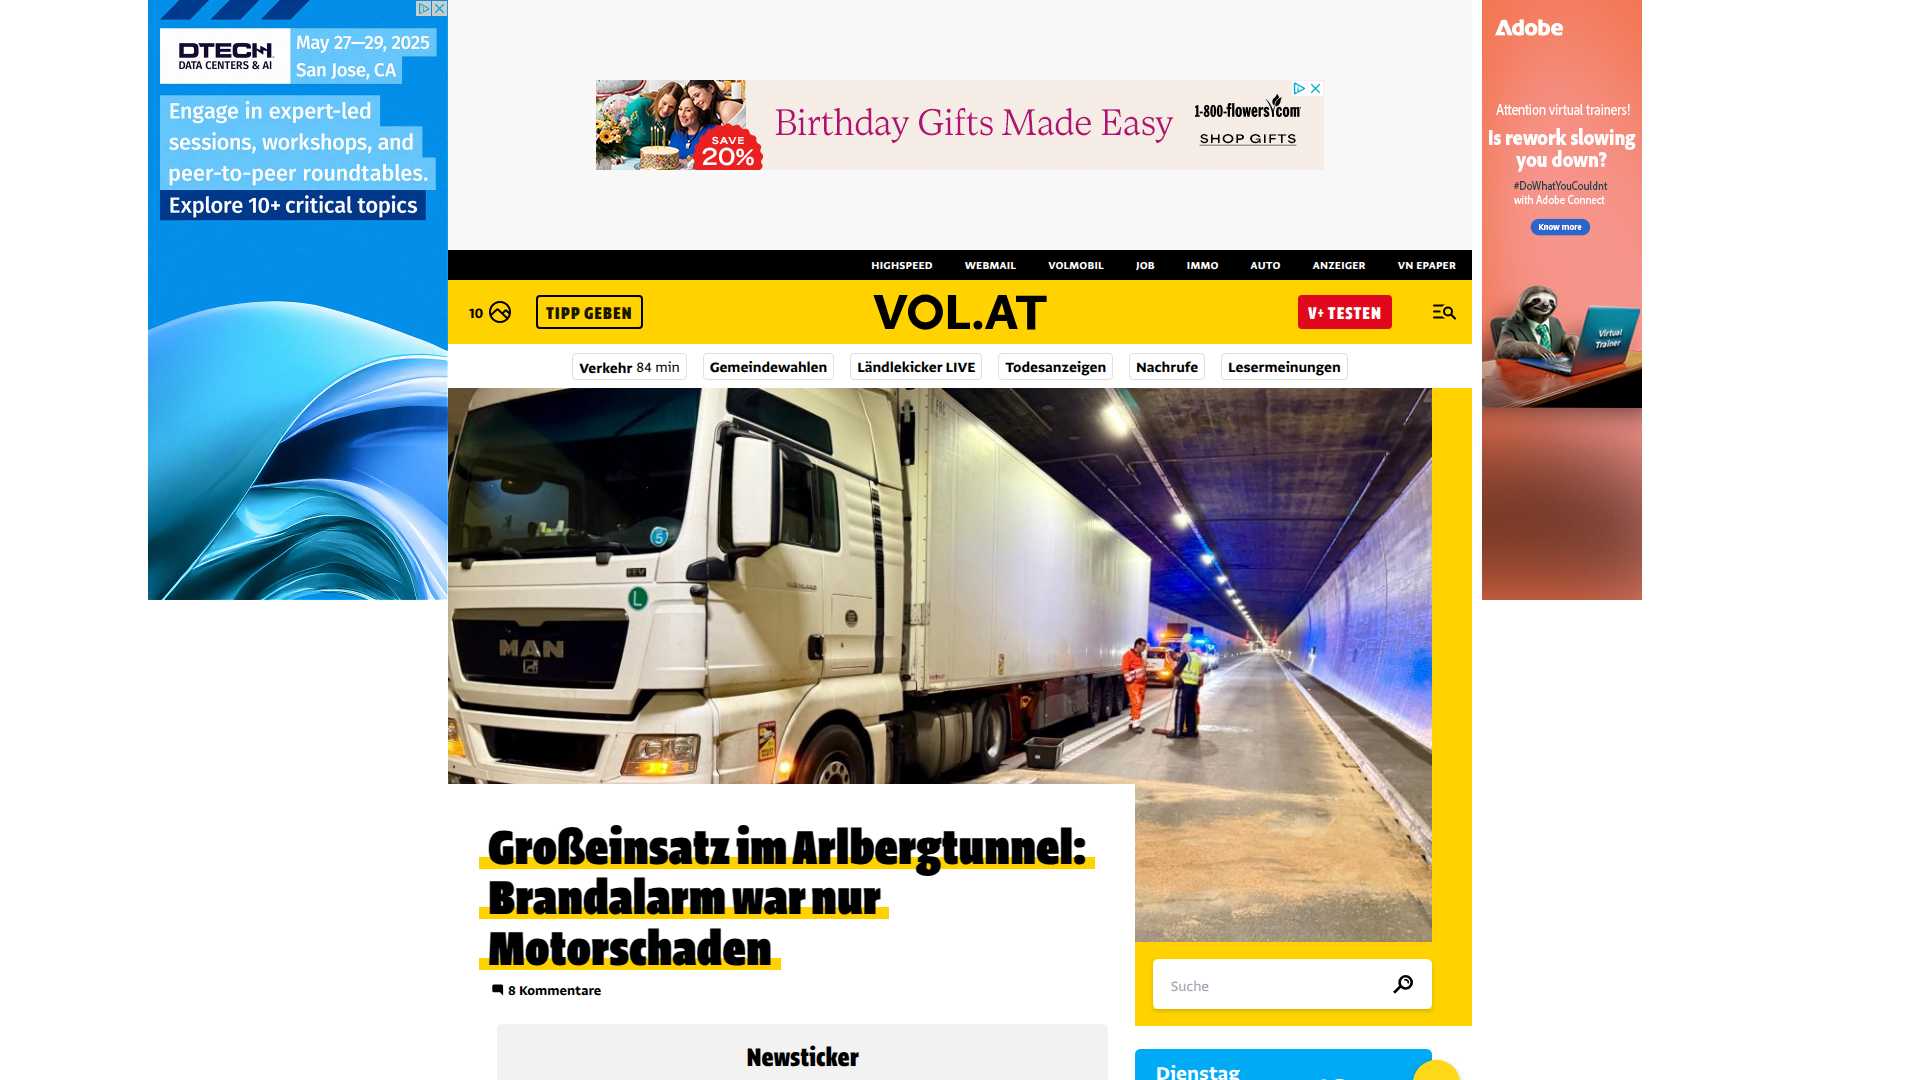 DTECH
DATA CENTERS & AI
May 27—29, 2025
San Jose, CA
Engage in expert-led
sessions, workshops, and
peer-to-peer roundtables.
Explore 10+ critical topics
SAVE
20%
Birthday Gifts Made Easy
1-800-flowers.com
SHOP GIFTS
Adobe
Attention virtual trainers!
Is rework slowing
you down?
#DoWhatYouCouldnt
with Adobe Connect
Know more
Virtual
Trainer
HIGHSPEED WEBMAIL VOLMOBIL JOB IMMO AUTO ANZEIGER VN EPAPER
10 TIPP GEBEN VOL.AT V+ TESTEN
Verkehr 84 min Gemeindewahlen Ländlekicker LIVE Todesanzeigen Nachrufe Lesermeinungen
5
L
MAN
Großeinsatz im Arlbergtunnel:
Brandalarm war nur
Motorschaden
8 Kommentare
Suche
Newsticker
Dienstag